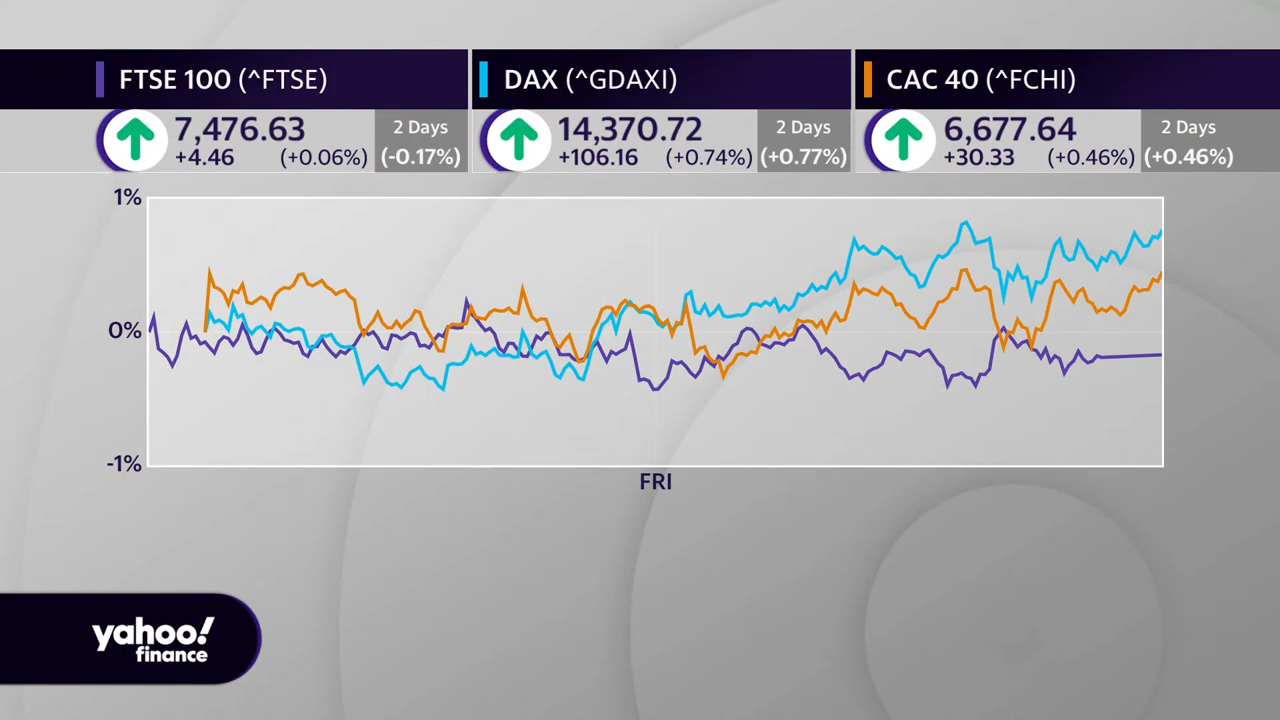 FTSE 100 (^FTSE)
7,476.63
+4.46 (+0.06%)
2 Days
(-0.17%)
DAX (^GDAXI)
14,370.72
+106.16 (+0.74%)
2 Days
(+0.77%)
CAC 40 (^FCHI)
6,677.64
+30.33 (+0.46%)
2 Days
(+0.46%)
1%
0%
-1%
FRI
yahoo!
finance